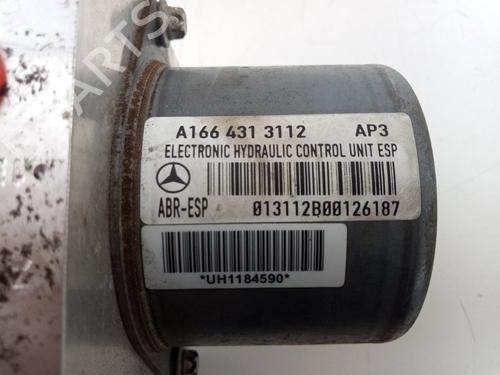 A166 431 3112 AP3
ELECTRONIC HYDRAULIC CONTROL UNIT ESP
ABR-ESP 013112B00126187
*UH1184590*